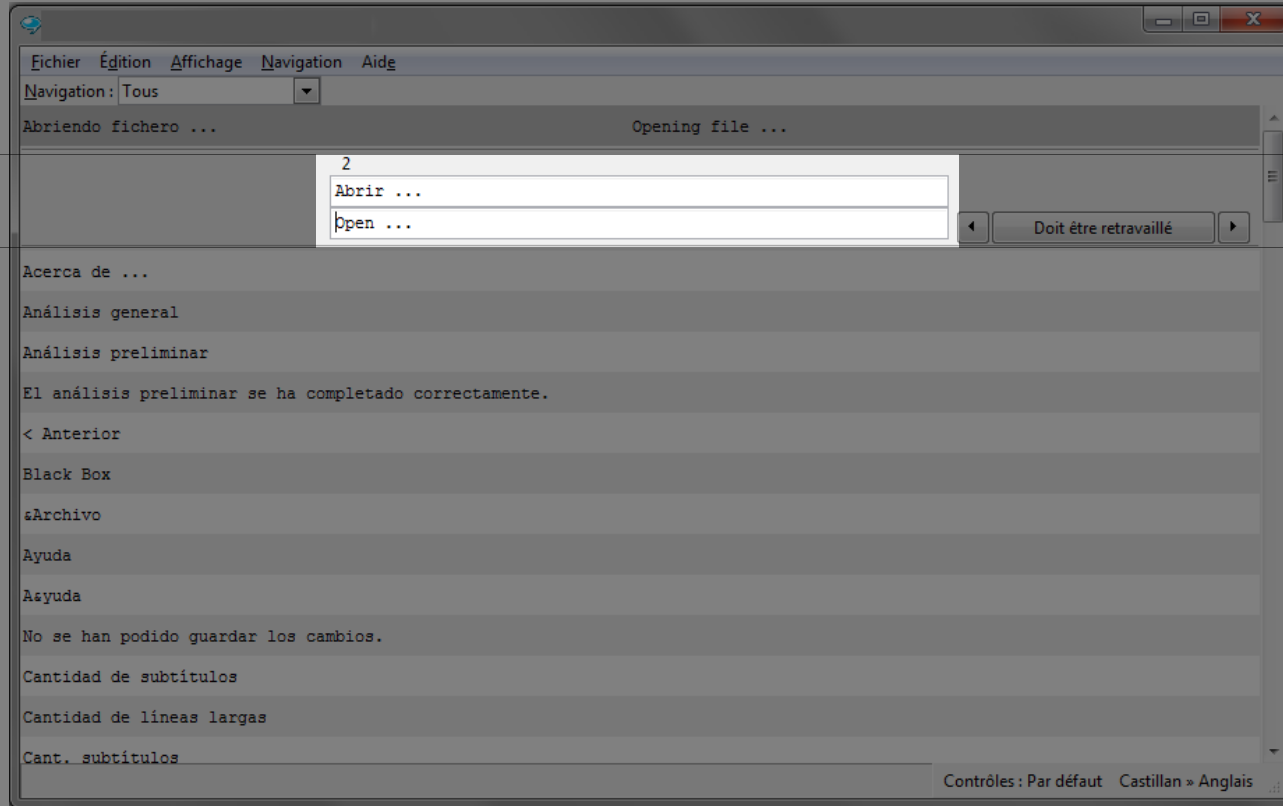 Fichier Édition Affichage Navigation Aide
Navigation : Tous
Abriendo fichero ... Opening file ...
2
Abrir ...
Open ...
Doit être retravaillé
Acerca de ...
Análisis general
Análisis preliminar
El análisis preliminar se ha completado correctamente.
< Anterior
Black Box
&Archivo
Ayuda
A&yuda
No se han podido guardar los cambios.
Cantidad de subtítulos
Cantidad de líneas largas
Cant. subtítulos
Contrôles : Par défaut Castillan » Anglais